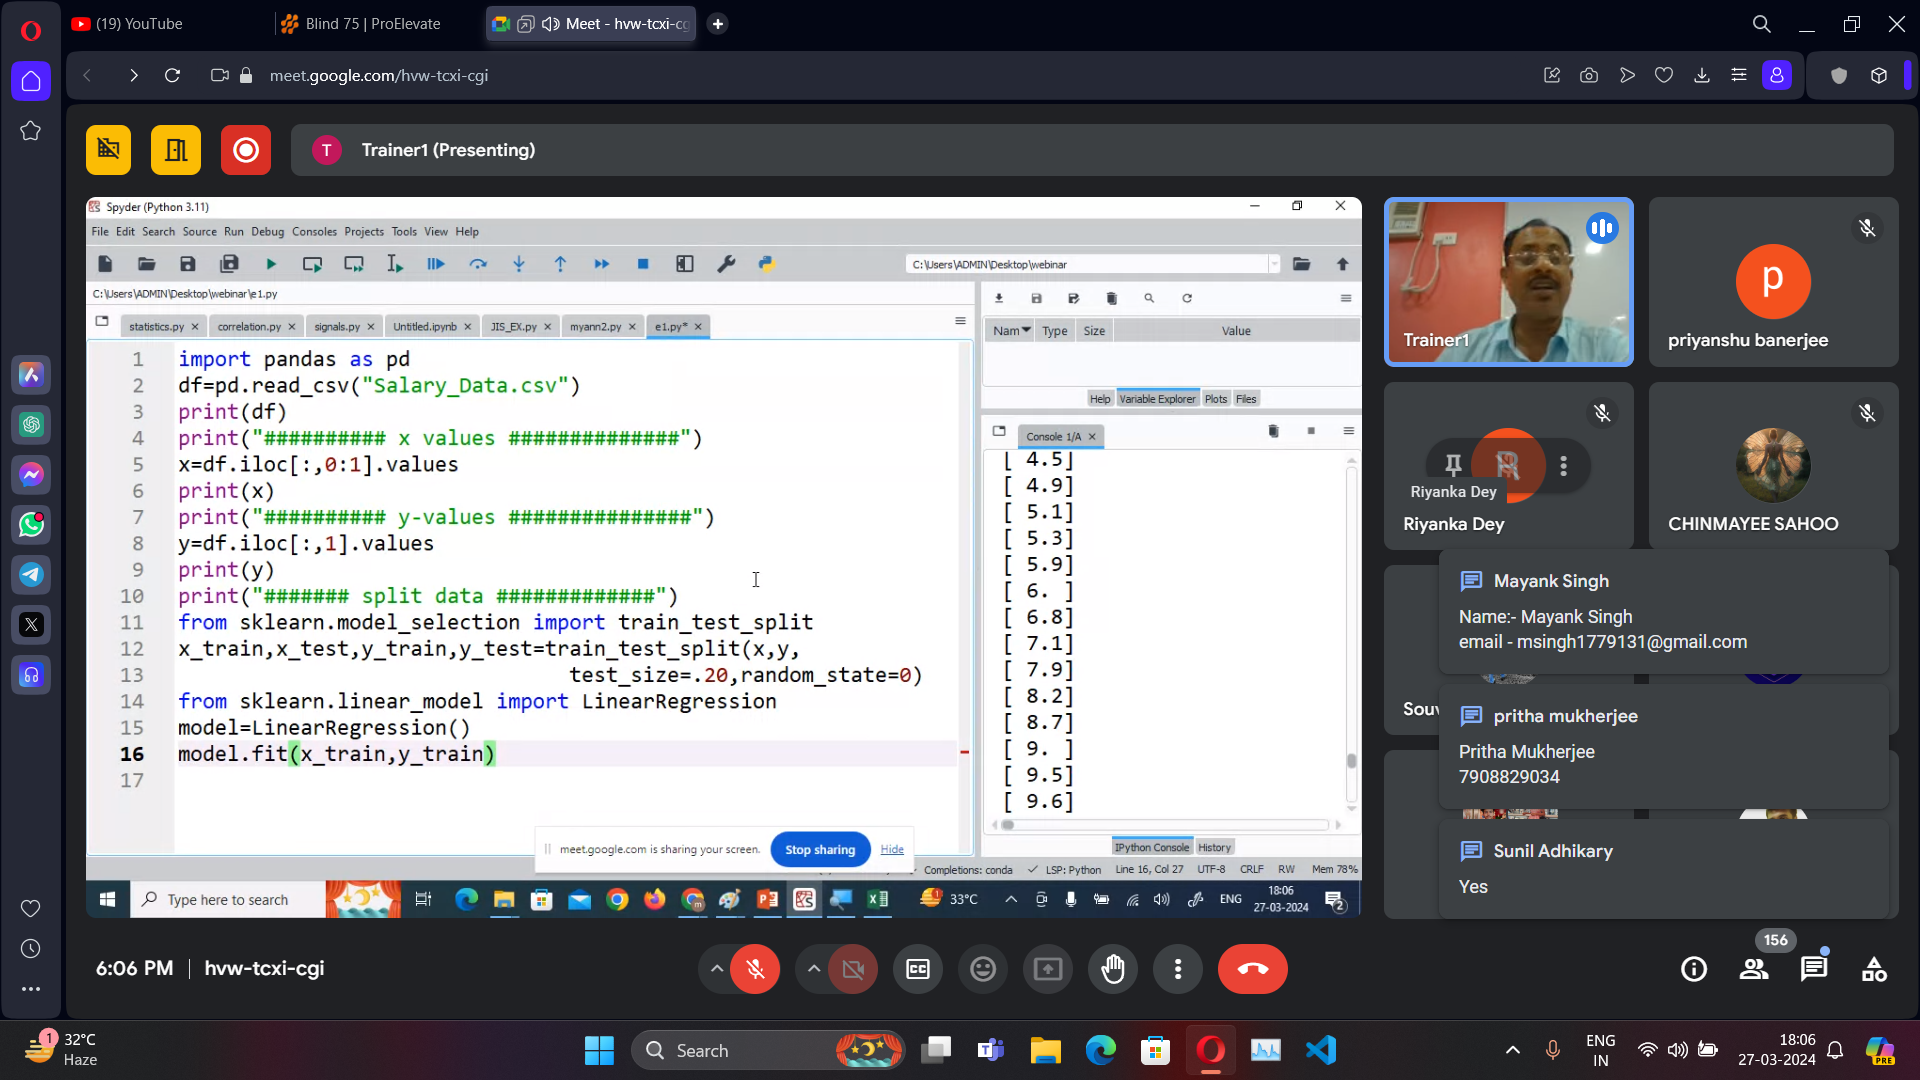 (19) YouTube
Blind 75 | ProElevate
Meet - hvw-tcxi-cg
meet.google.com/hvw-tcxi-cgi
T
Trainer1 (Presenting)
Spyder (Python 3.11)
File Edit Search Source Run Debug Consoles Projects Tools View Help
C:\Users\ADMIN\Desktop\webinar
C:\Users\ADMIN\Desktop\webinar\e1.py
statistics.py correlation.py signals.py Untitled.ipynb JIS_EX.py myann2.py e1.py*
1 import pandas as pd
2 df=pd.read_csv("Salary_Data.csv")
3 print(df)
4 print("########## x values ##############")
5 x=df.iloc[:,0:1].values
6 print(x)
7 print("########## y-values ###############")
8 y=df.iloc[:,1].values
9 print(y)
10 print("####### split data #############")
11 from sklearn.model_selection import train_test_split
12 x_train,x_test,y_train,y_test=train_test_split(x,y,
13 test_size=.20,random_state=0)
14 from sklearn.linear_model import LinearRegression
15 model=LinearRegression()
16 model.fit(x_train,y_train)
17
Nam Type Size Value
Help Variable Explorer Plots Files
Console 1/A
[ 4.5]
[ 4.9]
[ 5.1]
[ 5.3]
[ 5.9]
[ 6. ]
[ 6.8]
[ 7.1]
[ 7.9]
[ 8.2]
[ 8.7]
[ 9. ]
[ 9.5]
[ 9.6]
IPython Console History
meet.google.com is sharing your screen. Stop sharing Hide
Completions: conda LSP: Python Line 16, Col 27 UTF-8 CRLF RW Mem 78%
Type here to search
33°C
ENG
18:06
27-03-2024
2
Trainer1
p
priyanshu banerjee
R
Riyanka Dey
Riyanka Dey
CHINMAYEE SAHOO
Souv
Mayank Singh
Name:- Mayank Singh
email - msingh1779131@gmail.com
pritha mukherjee
Pritha Mukherjee
7908829034
Sunil Adhikary
Yes
6:06 PM
hvw-tcxi-cgi
CC
156
1
32°C
Haze
Search
ENG
IN
18:06
27-03-2024
PRE